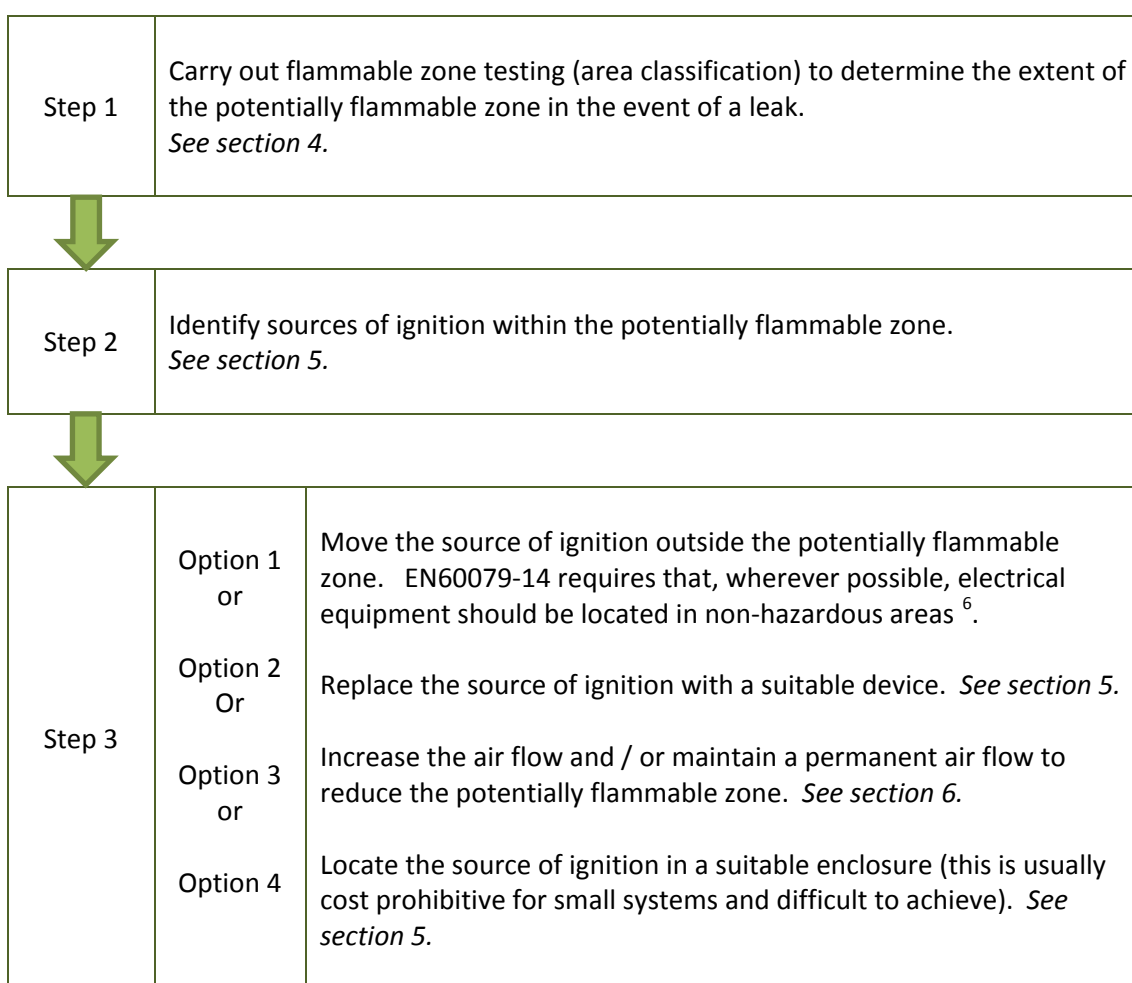 Step 1
Carry out flammable zone testing (area classification) to determine the extent of
the potentially flammable zone in the event of a leak.
See section 4.
Step 2
Identify sources of ignition within the potentially flammable zone.
See section 5.
Step 3
Option 1
or
Move the source of ignition outside the potentially flammable
zone.   EN60079-14 requires that, wherever possible, electrical
equipment should be located in non-hazardous areas 6.
Option 2
Or
Replace the source of ignition with a suitable device.  See section 5.
Option 3
or
Increase the air flow and / or maintain a permanent air flow to
reduce the potentially flammable zone.  See section 6.
Option 4
Locate the source of ignition in a suitable enclosure (this is usually
cost prohibitive for small systems and difficult to achieve).  See
section 5.